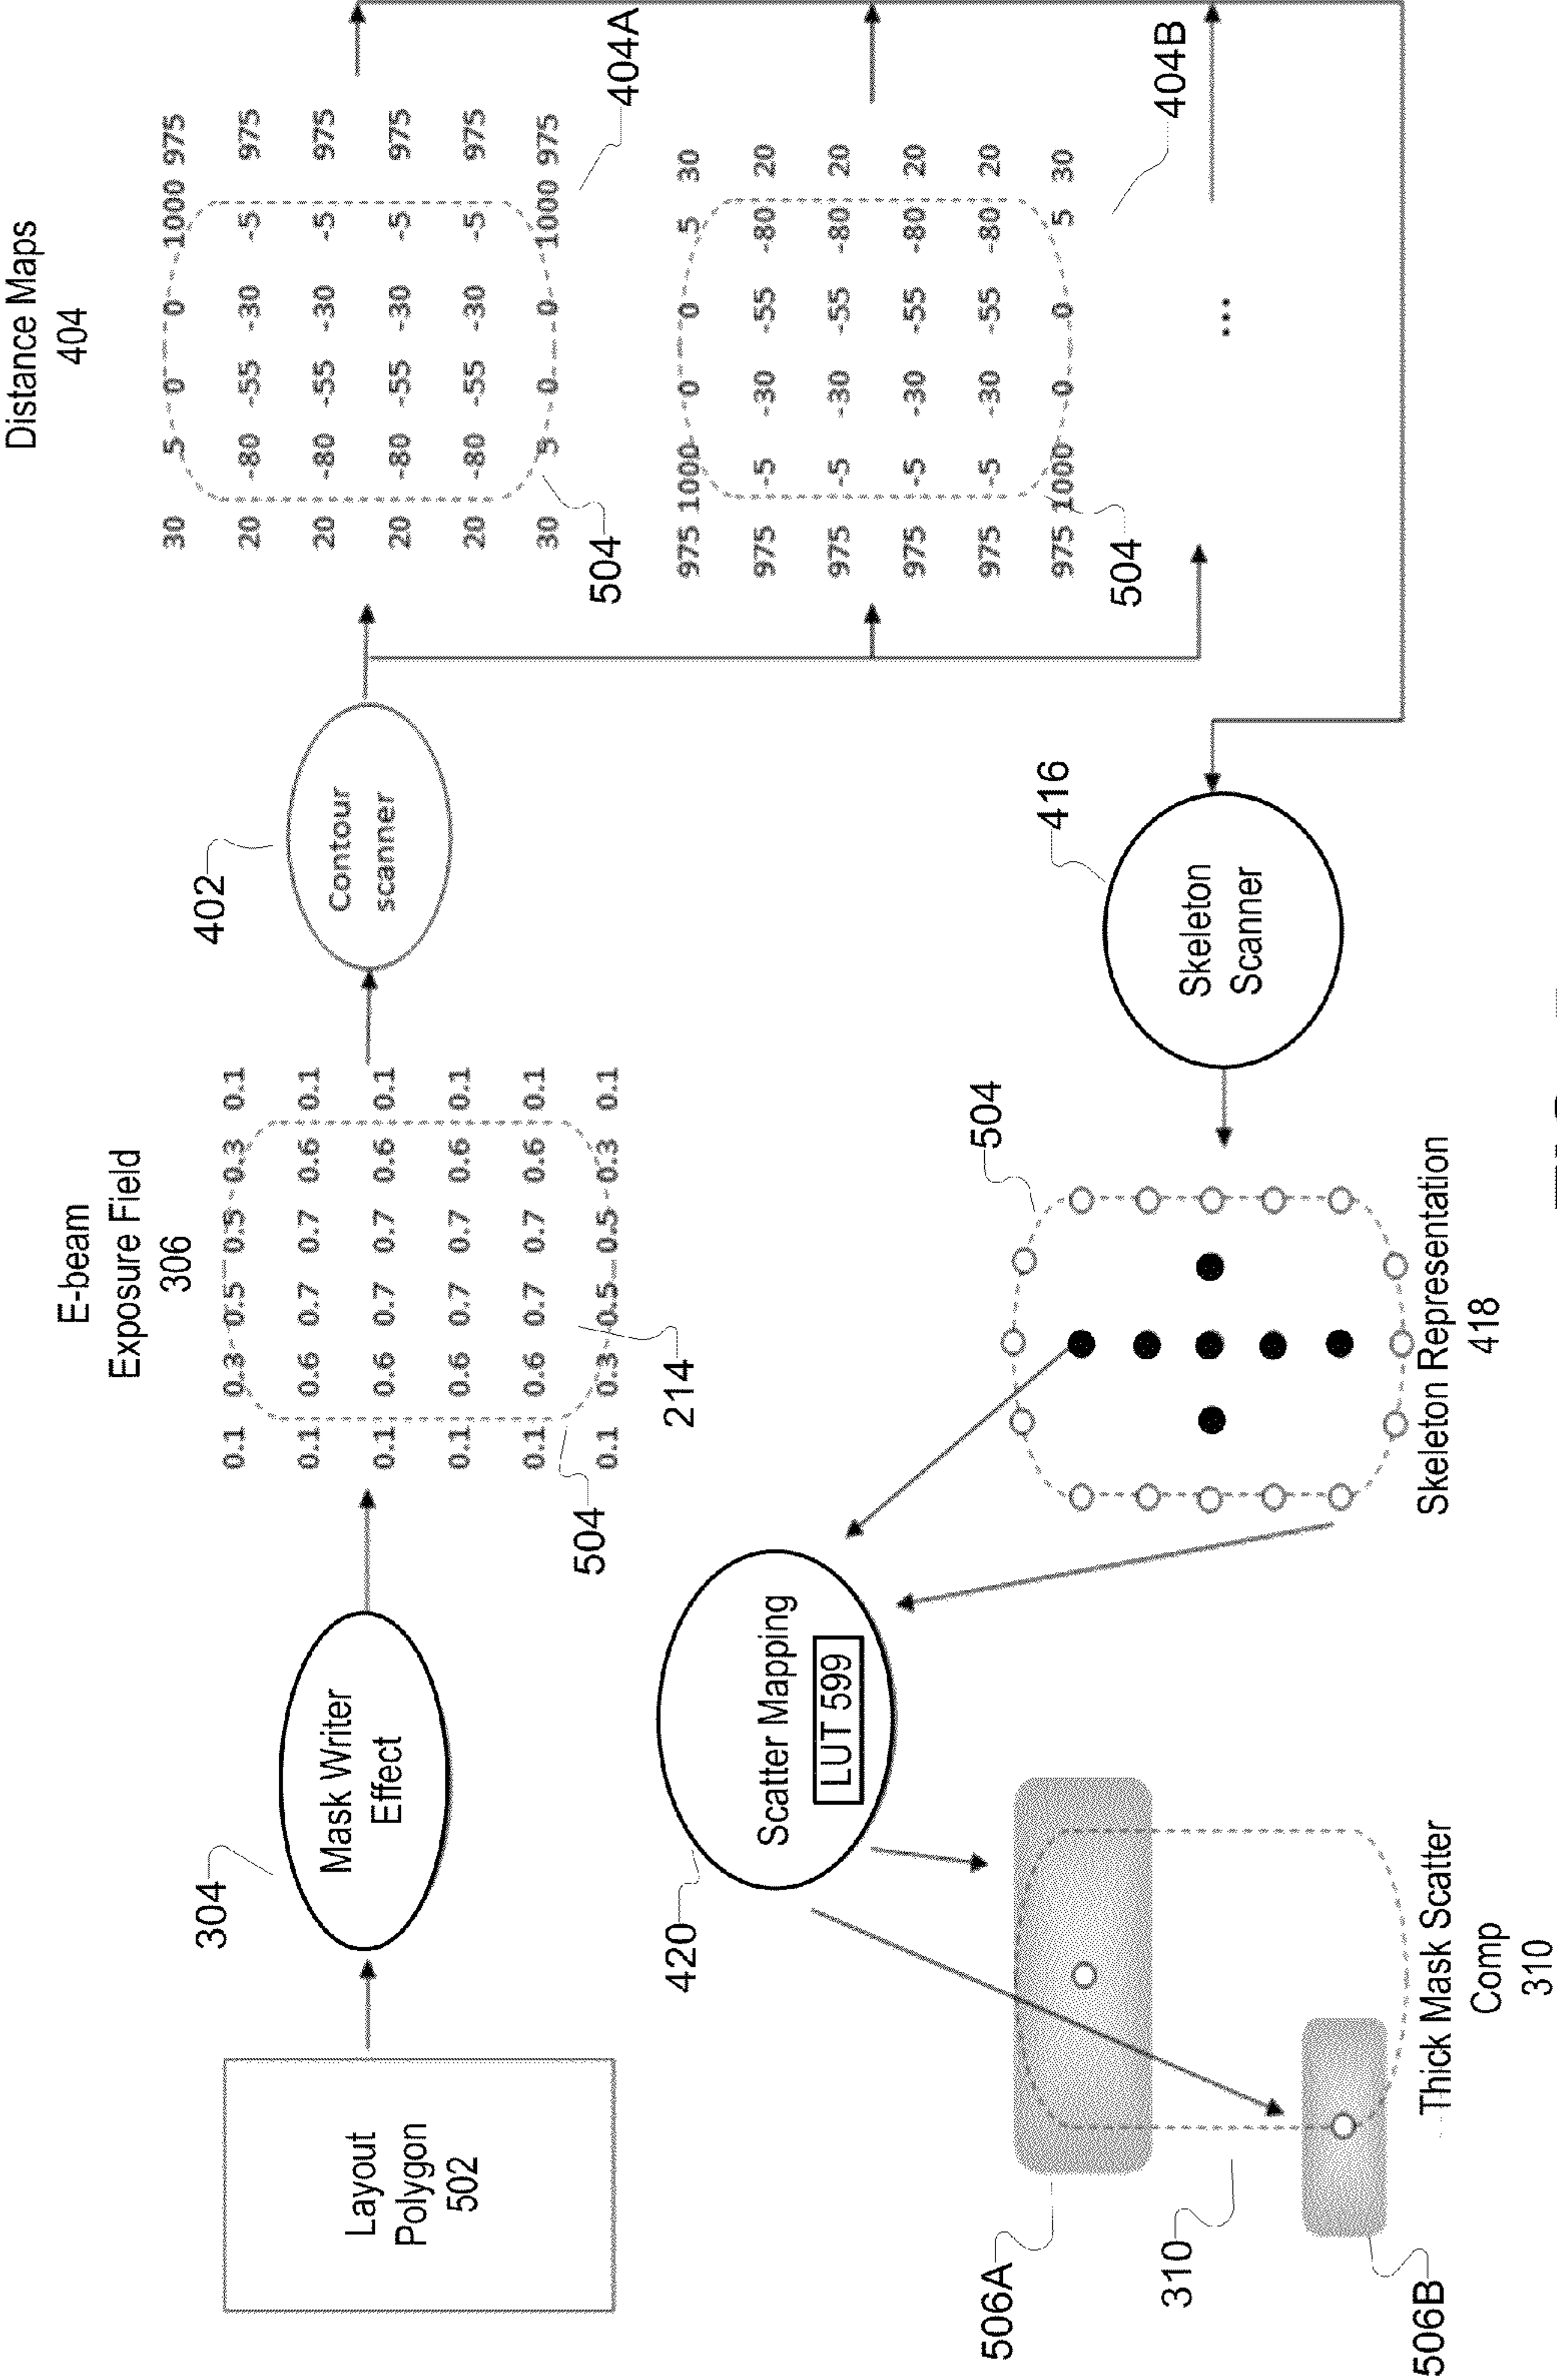 Layout
Polygon
502
304
Mask Writer
Effect
E-beam
Exposure Field
306
0.1 0.3 0.5 0.5 0.3 0.1
0.1 0.6 0.7 0.7 0.6 0.1
0.1 0.6 0.7 0.7 0.6 0.1
0.1 0.6 0.7 0.7 0.6 0.1
0.1 0.6 0.7 0.7 0.6 0.1
0.1 0.3 0.5 0.5 0.3 0.1
504
214
402
Contour
scanner
Distance Maps
404
30 5 0 0 1000 975
20 -80 -55 -30 -5 975
20 -80 -55 -30 -5 975
20 -80 -55 -30 -5 975
20 -80 -55 -30 -5 975
30 5 0 0 1000 975
504
404A
975 1000 0 0 5 30
975 -5 -30 -55 -80 20
975 -5 -30 -55 -80 20
975 -5 -30 -55 -80 20
975 -5 -30 -55 -80 20
975 1000 0 0 5 30
504
404B
...
416
Skeleton
Scanner
504
Skeleton Representation
418
420
Scatter Mapping
LUT 599
506A
310
506B
Thick Mask Scatter
Comp
310